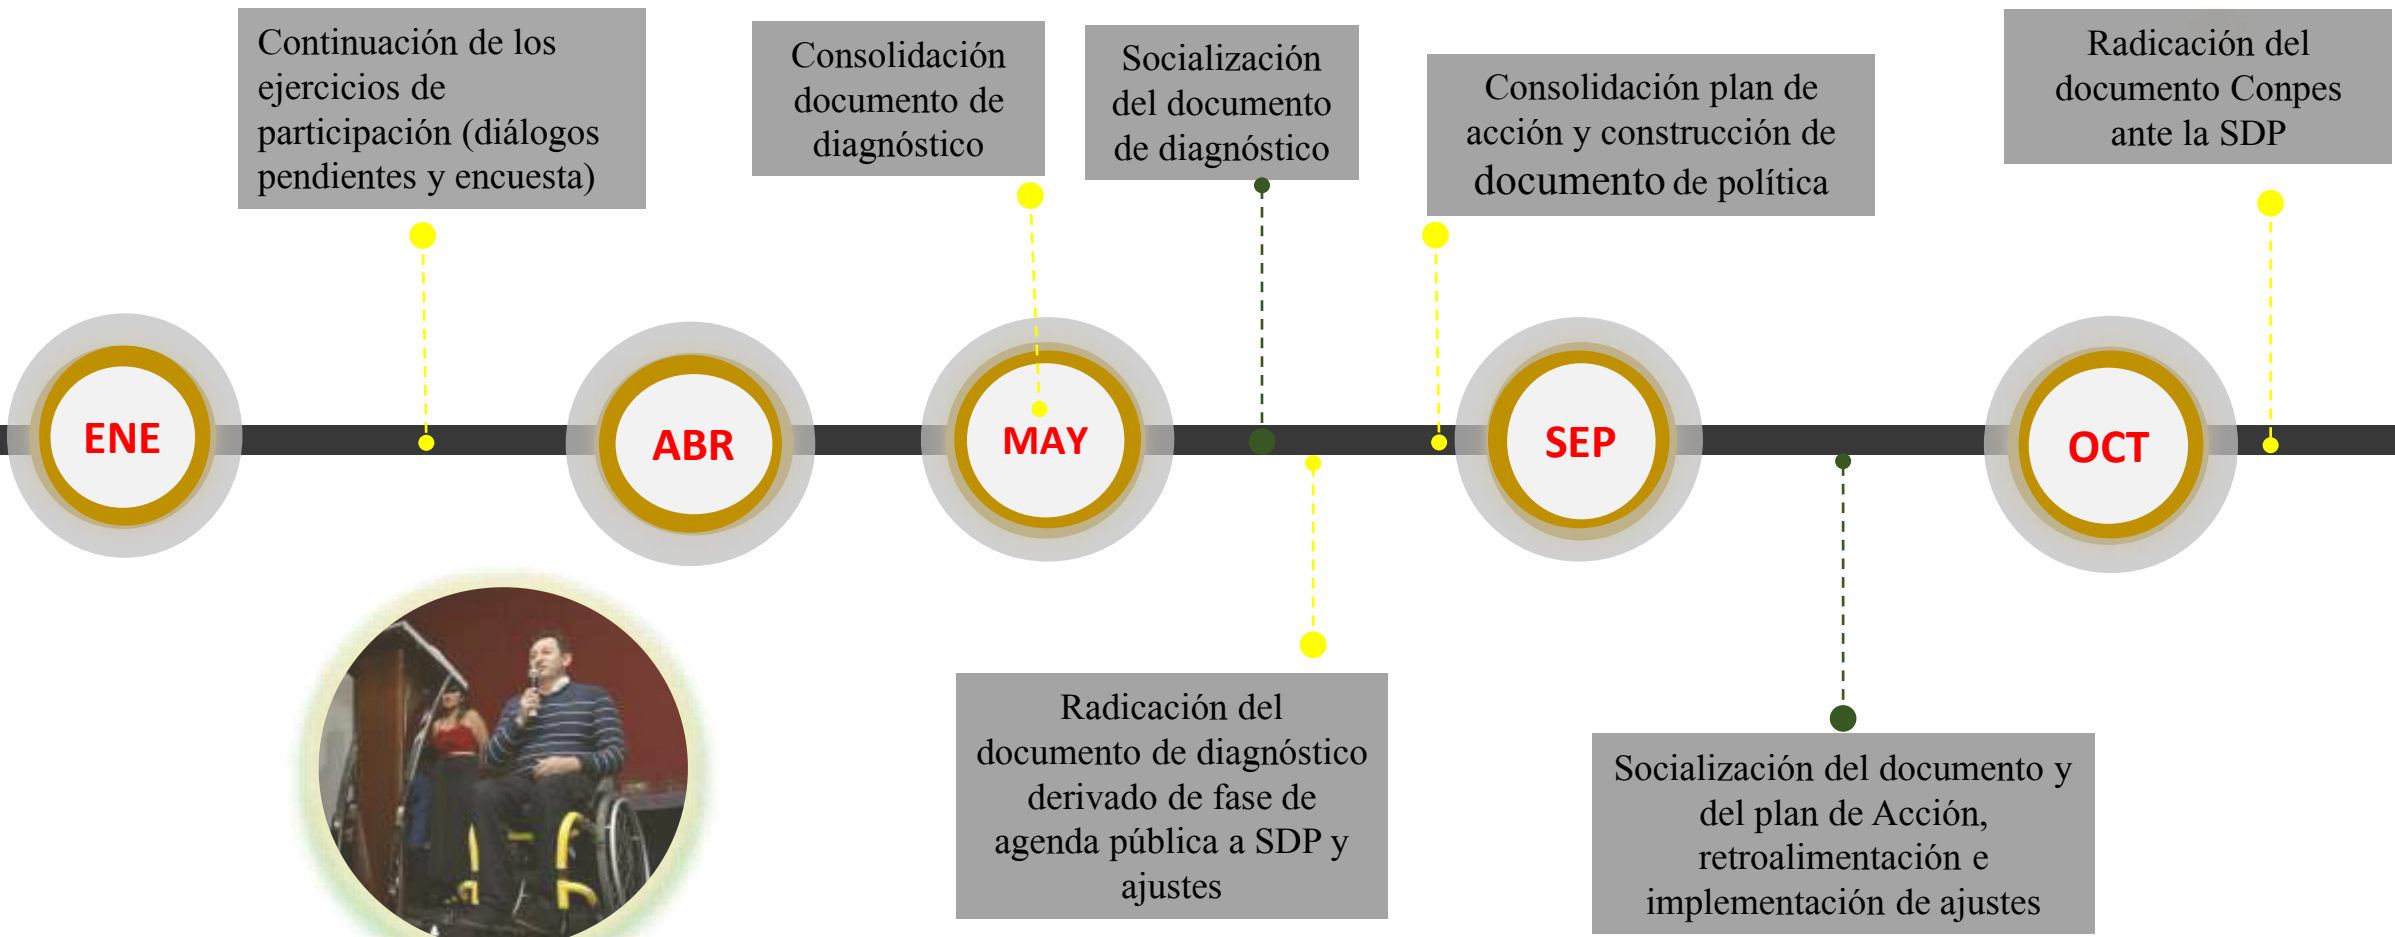 Continuación de los
ejercicios de
participación (diálogos
pendientes y encuesta)
Consolidación
documento de
diagnóstico
Socialización
del documento
de diagnóstico
Consolidación plan de
acción y construcción de
documento de política
Radicación del
documento Conpes
ante la SDP
ENE
ABR
MAY
SEP
OCT
Radicación del
documento de diagnóstico
derivado de fase de
agenda pública a SDP y
ajustes
Socialización del documento y
del plan de Acción,
retroalimentación e
implementación de ajustes